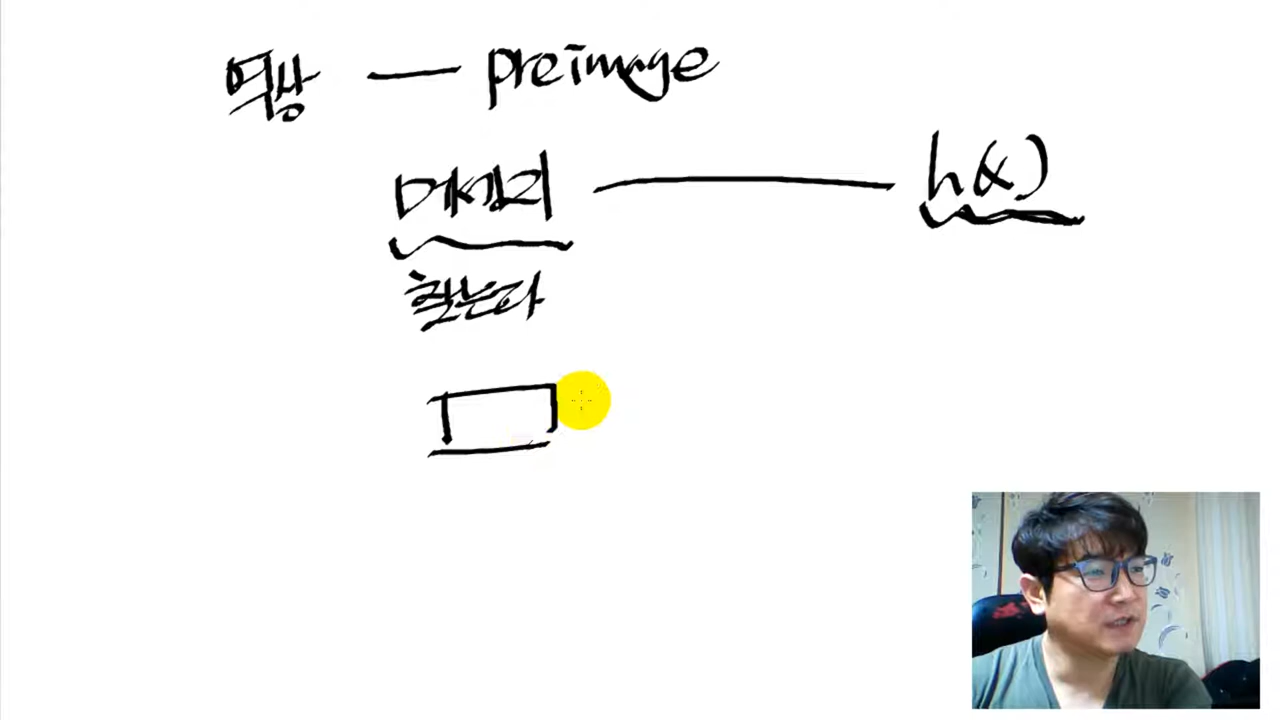 역상 — preimage
메세지 — h(x)
찾는다